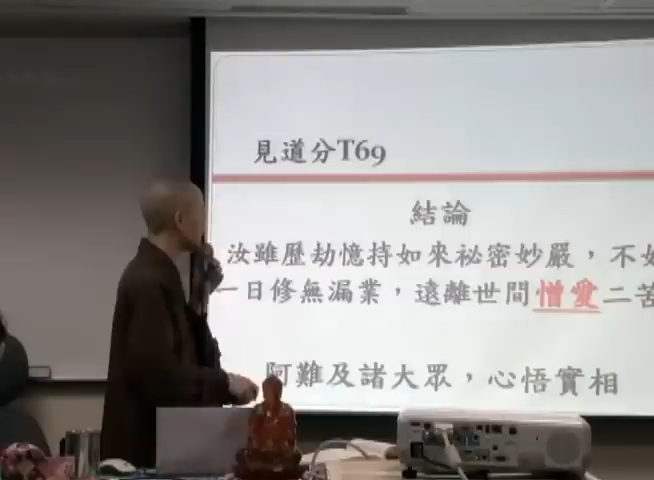 見道分T69
結論
汝雖歷劫憶持如來祕密妙嚴，不如
一日修無漏業，遠離世間憎愛二苦
阿難及諸大眾，心悟實相